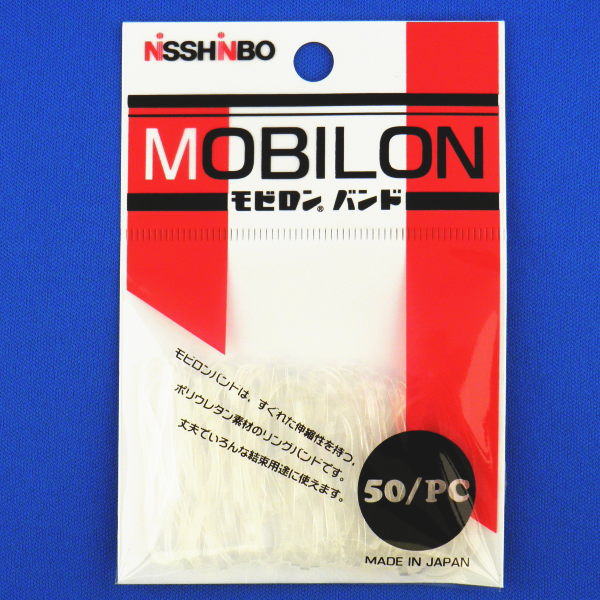 NISSHINBO
MOBILON
モビロン® バンド
モビロンバンドは、すぐれた伸縮性を持つ、
ポリウレタン素材のリングバンドです。
丈夫でいろんな結束用途に使えます。
50/PC
MADE IN JAPAN